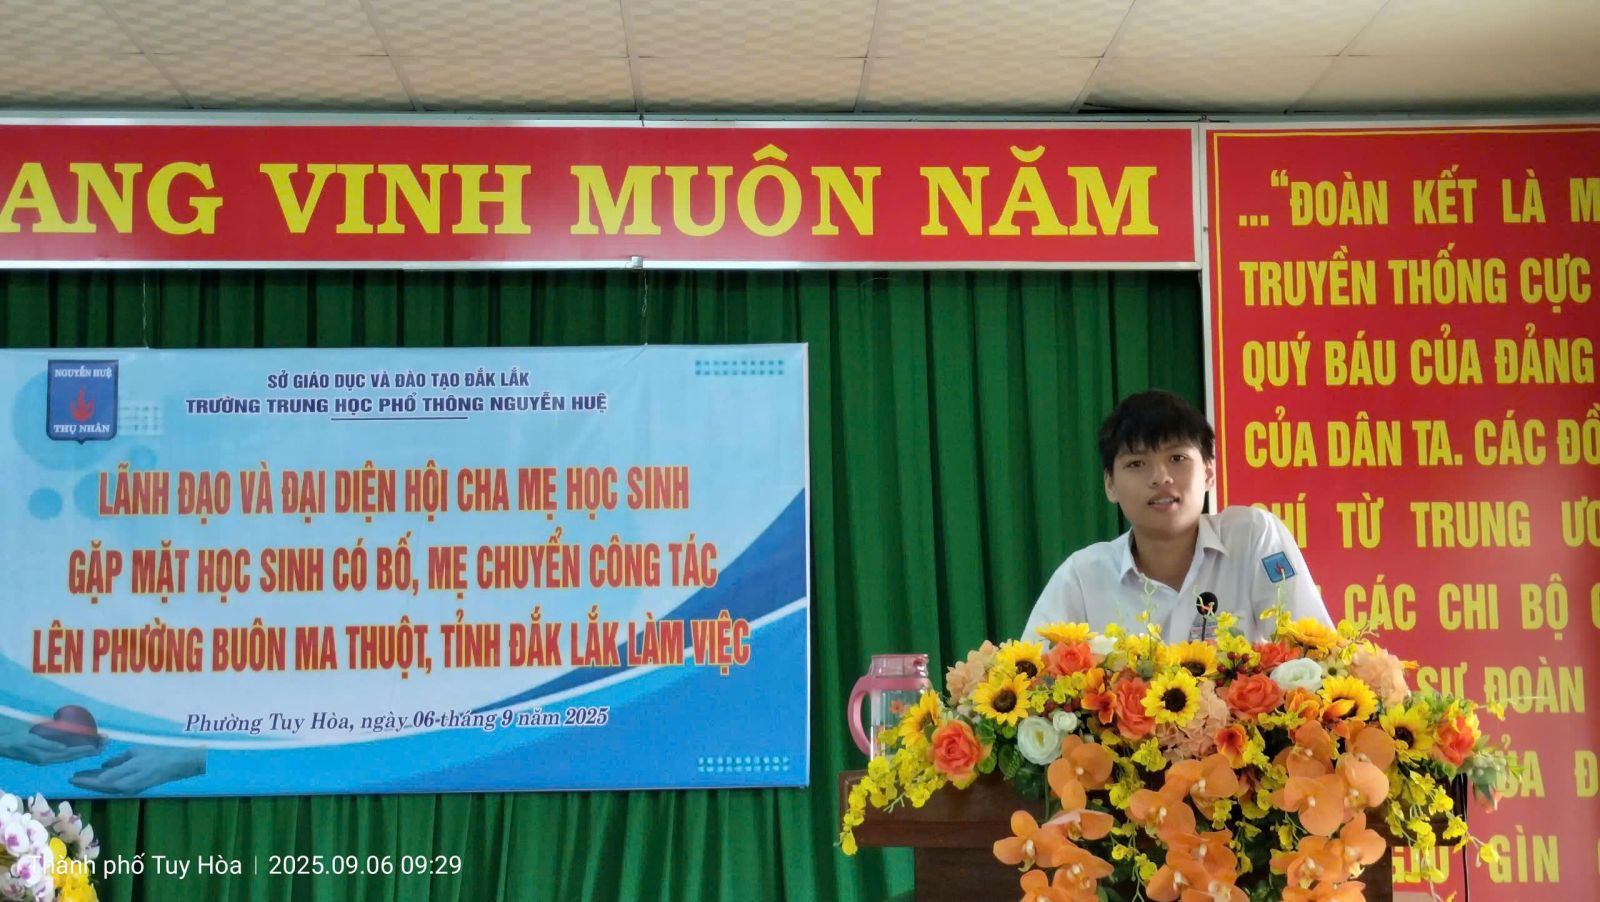 ANG VINH MUÔN NĂM
NGUYỄN HUỆ
THỤ NHÂN
SỞ GIÁO DỤC VÀ ĐÀO TẠO ĐẮK LẮK
TRƯỜNG TRUNG HỌC PHỔ THÔNG NGUYỄN HUỆ
LÃNH ĐẠO VÀ ĐẠI DIỆN HỘI CHA MẸ HỌC SINH
GẶP MẶT HỌC SINH CÓ BỐ, MẸ CHUYỂN CÔNG TÁC
LÊN PHƯỜNG BUÔN MA THUỘT, TỈNH ĐẮK LẮK LÀM VIỆC
Phường Tuy Hòa, ngày 06 tháng 9 năm 2025
..."ĐOÀN KẾT LÀ M
TRUYỀN THỐNG CỰC
QUÝ BÁU CỦA ĐẢNG
CỦA DÂN TA. CÁC ĐỒ
CHÍ TỪ TRUNG ƯƠ
CÁC CHI BỘ
SỰ ĐOÀN
CỦA Đ
GIỮ GÌN
Thành phố Tuy Hòa | 2025.09.06 09:29